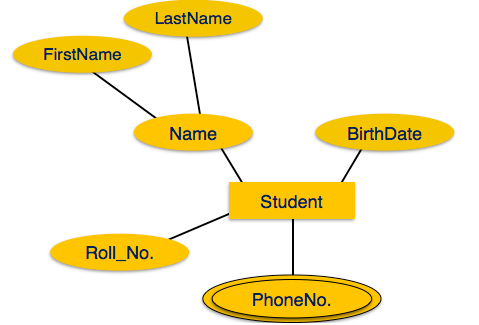 LastName
FirstName
Name
BirthDate
Student
Roll_No.
PhoneNo.